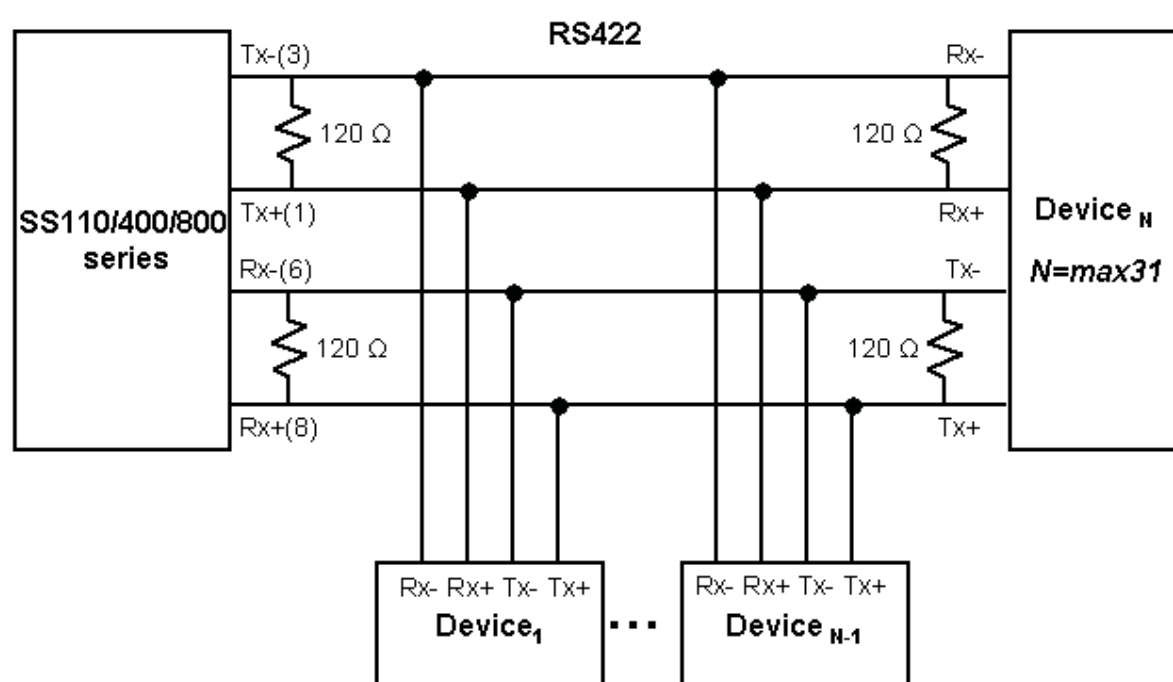 RS422
Tx-(3)
Rx-
120 Ω
120 Ω
SS110/400/800
series
Tx+(1)
Rx+
Device N
N=max31
Rx-(6)
Tx-
120 Ω
120 Ω
Rx+(8)
Tx+
Rx- Rx+ Tx- Tx+
Device1
...
Rx- Rx+ Tx- Tx+
Device N-1